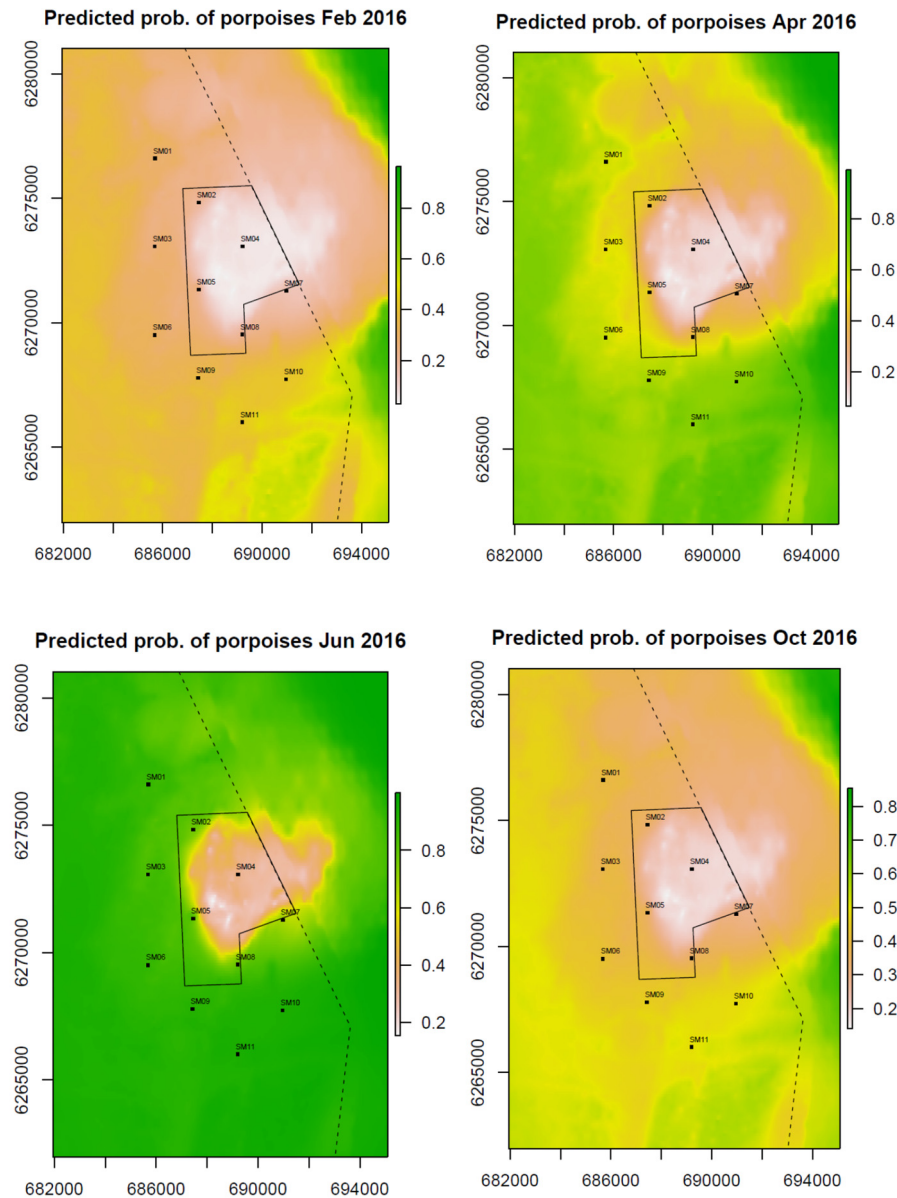 Predicted prob. of porpoises Feb 2016
6280000
6275000
6270000
6265000
SM01
SM02
SM03
SM04
SM05
SM07
SM06
SM08
SM09
SM10
SM11
0.8
0.6
0.4
0.2
682000
686000
690000
694000
Predicted prob. of porpoises Apr 2016
6280000
6275000
6270000
6265000
SM01
SM02
SM03
SM04
SM05
SM07
SM06
SM08
SM09
SM10
SM11
0.8
0.6
0.4
0.2
682000
686000
690000
694000
Predicted prob. of porpoises Jun 2016
6280000
6275000
6270000
6265000
SM01
SM02
SM03
SM04
SM05
SM07
SM06
SM08
SM09
SM10
SM11
0.8
0.6
0.4
0.2
682000
686000
690000
694000
Predicted prob. of porpoises Oct 2016
6280000
6275000
6270000
6265000
SM01
SM02
SM03
SM04
SM05
SM07
SM06
SM08
SM09
SM10
SM11
0.8
0.7
0.6
0.5
0.4
0.3
0.2
682000
686000
690000
694000